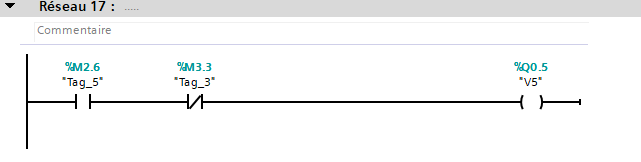 Réseau 17 : .....
Commentaire
%M2.6 %M3.3 %Q0.5
"Tag_5" "Tag_3" "V5"